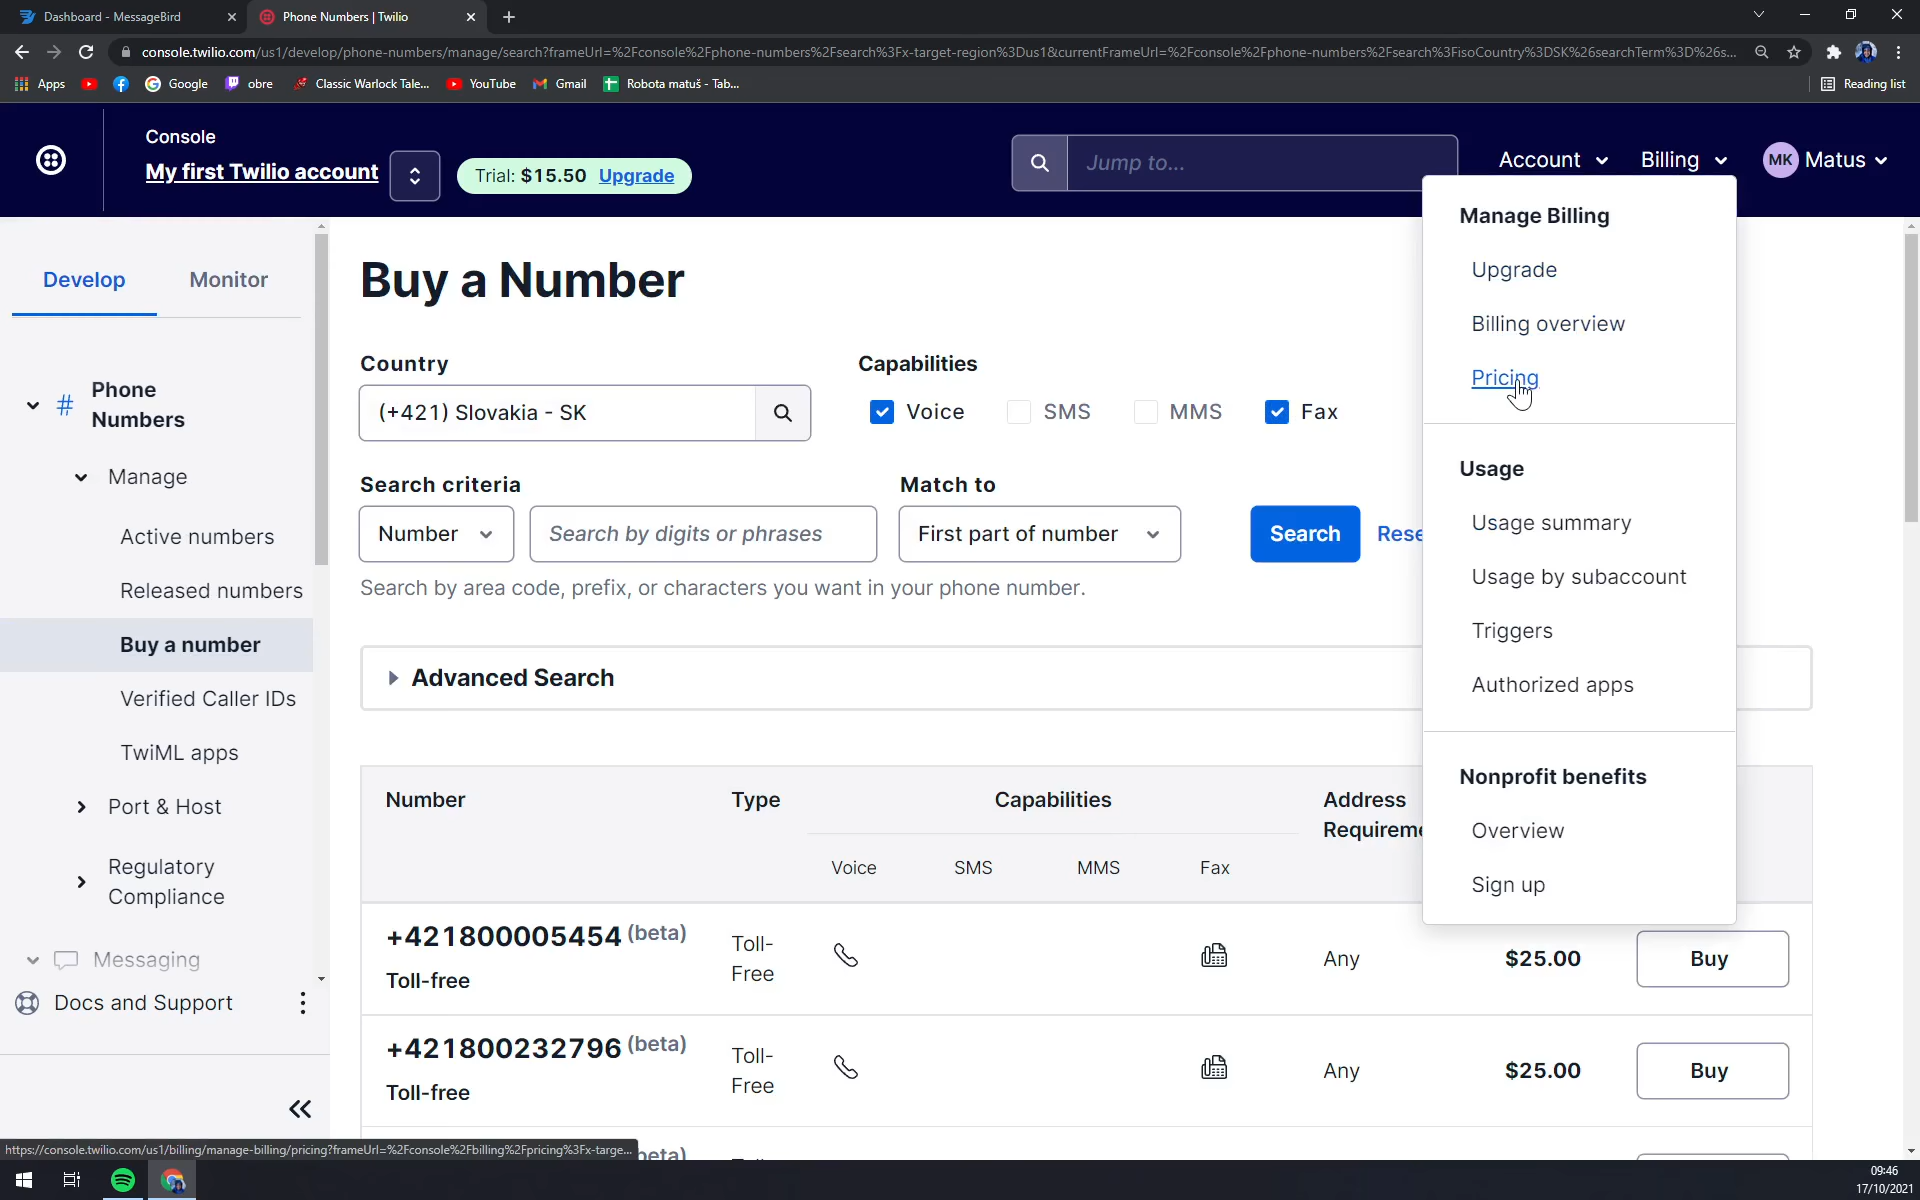 Dashboard - MessageBird
Phone Numbers | Twilio
console.twilio.com/us1/develop/phone-numbers/manage/search?frameUrl=%2Fconsole%2Fphone-numbers%2Fsearch%3Fx-target-region%3Dus1&currentFrameUrl=%2Fconsole%2Fphone-numbers%2Fsearch%3FisoCountry%3DSK%26searchTerm%3D%26s...
Apps
Google
obre
Classic Warlock Tale...
YouTube
Gmail
Robota matuš - Tab...
Reading list
Console
My first Twilio account
Trial: $15.50 Upgrade
Jump to...
Account
Billing
MK
Matus
Develop
Monitor
# Phone
Numbers
Manage
Active numbers
Released numbers
Buy a number
Verified Caller IDs
TwiML apps
Port & Host
Regulatory
Compliance
Messaging
Docs and Support
Buy a Number
Country
(+421) Slovakia - SK
Capabilities
Voice
SMS
MMS
Fax
Search criteria
Number
Search by digits or phrases
Match to
First part of number
Search
Rese
Search by area code, prefix, or characters you want in your phone number.
Advanced Search
Number
Type
Capabilities
Address
Requireme
Voice
SMS
MMS
Fax
+421800005454 (beta)
Toll-free
Toll-
Free
Any
$25.00
Buy
+421800232796 (beta)
Toll-free
Toll-
Free
Any
$25.00
Buy
Manage Billing
Upgrade
Billing overview
Pricing
Usage
Usage summary
Usage by subaccount
Triggers
Authorized apps
Nonprofit benefits
Overview
Sign up
https://console.twilio.com/us1/billing/manage-billing/pricing?frameUrl=%2Fconsole%2Fbilling%2Fpricing%3Fx-targe...
09:46
17/10/2021